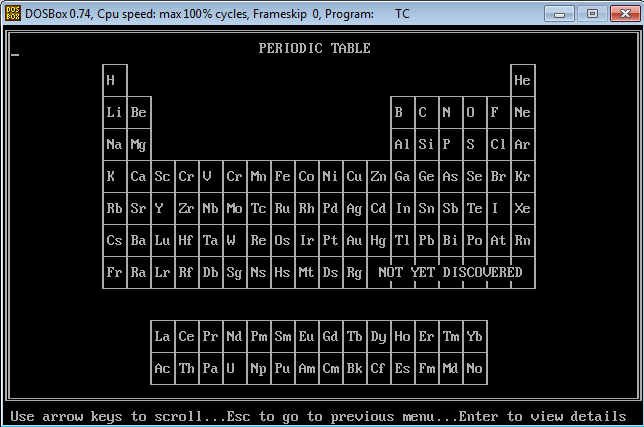 DOSBox 0.74, Cpu speed: max 100% cycles, Frameskip 0, Program: TC
PERIODIC TABLE
H He
Li Be B C N O F Ne
Na Mg Al Si P S Cl Ar
K Ca Sc Cr V Cr Mn Fe Co Ni Cu Zn Ga Ge As Se Br Kr
Rb Sr Y Zr Nb Mo Tc Ru Rh Pd Ag Cd In Sn Sb Te I Xe
Cs Ba Lu Hf Ta W Re Os Ir Pt Au Hg Tl Pb Bi Po At Rn
Fr Ra Lr Rf Db Sg Ns Hs Mt Ds Rg NOT YET DISCOVERED
La Ce Pr Nd Pm Sm Eu Gd Tb Dy Ho Er Tm Yb
Ac Th Pa U Np Pu Am Cm Bk Cf Es Fm Md No
Use arrow keys to scroll...Esc to go to previous menu...Enter to view details